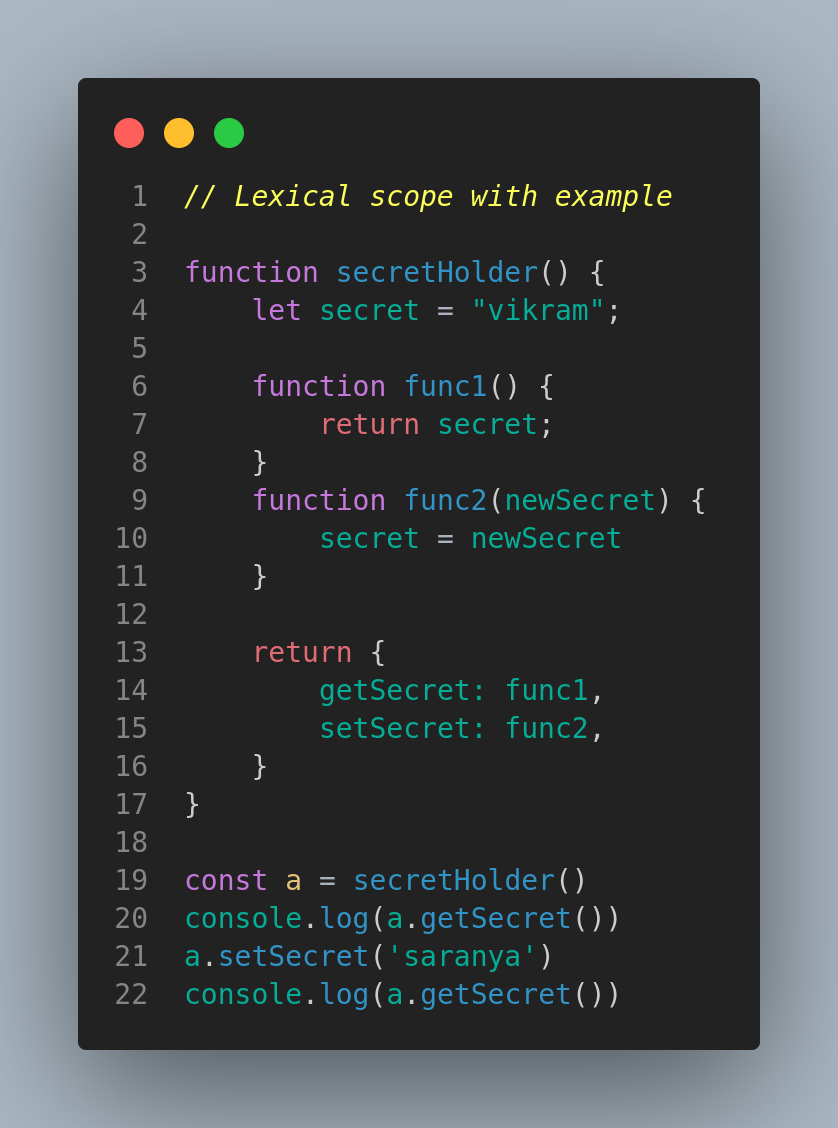 1 // Lexical scope with example
2
3 function secretHolder() {
4     let secret = "vikram";
5
6     function func1() {
7         return secret;
8     }
9     function func2(newSecret) {
10         secret = newSecret
11     }
12
13     return {
14         getSecret: func1,
15         setSecret: func2,
16     }
17 }
18
19 const a = secretHolder()
20 console.log(a.getSecret())
21 a.setSecret('saranya')
22 console.log(a.getSecret())